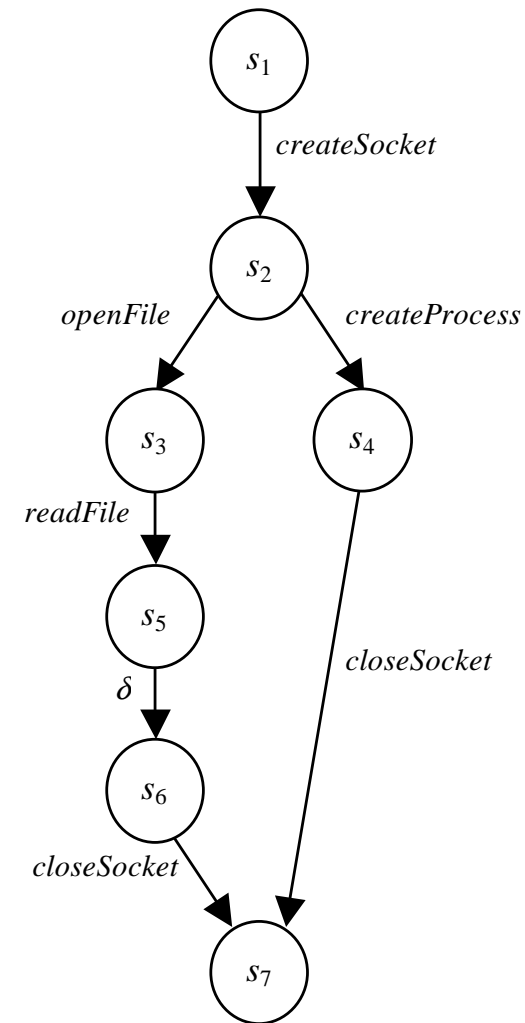 s₁
createSocket
s₂
openFile
createProcess
s₃
s₄
readFile
s₅
closeSocket
δ
s₆
closeSocket
s₇